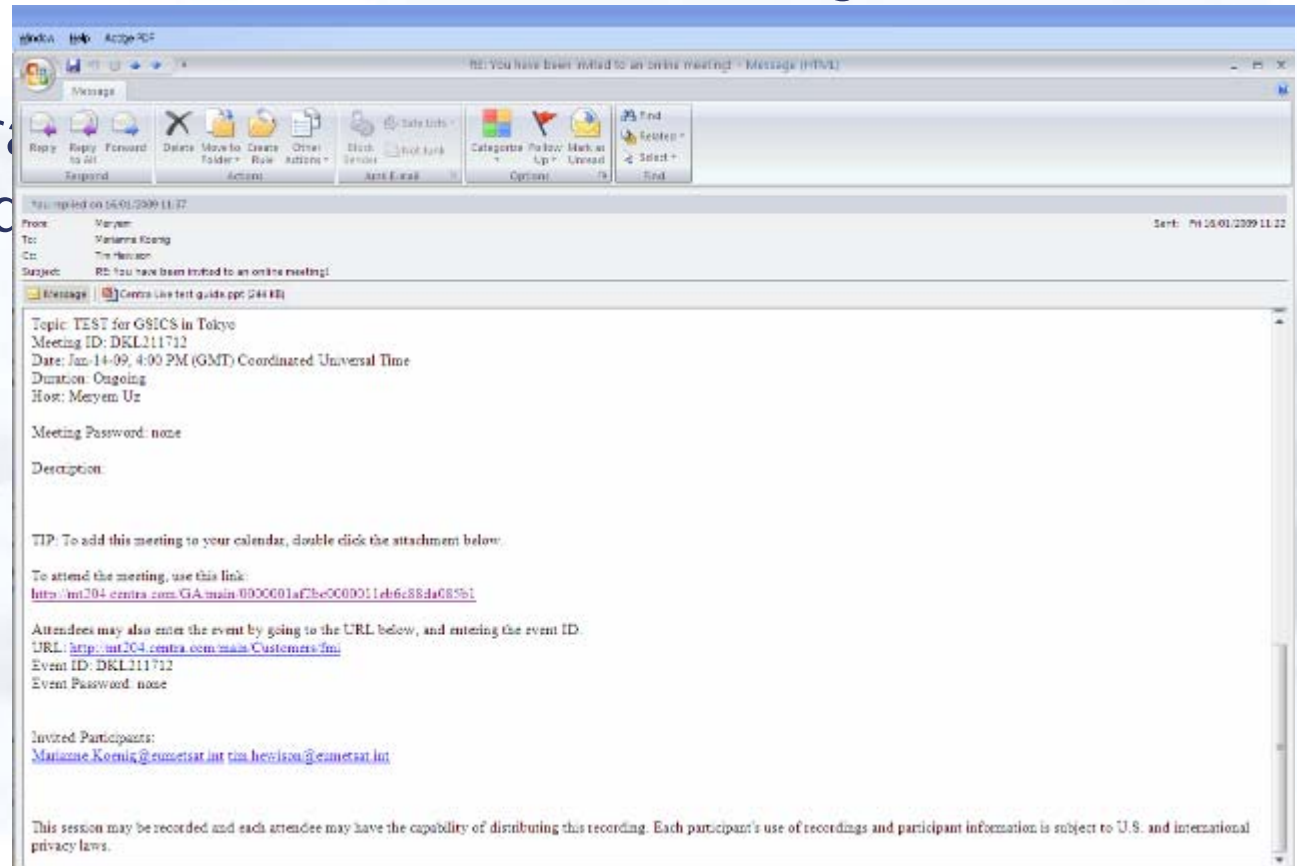 Window Help Adobe PDF
RE: You have been invited to an online meeting! - Message (HTML)
Message
Reply Reply to All Forward Delete Move to Folder Create Rule Other Actions Block Sender Safe Lists Not Junk Categorize Follow Up Mark as Unread Find Related Select
Respond Actions Junk E-mail Options Find
You replied on 16/01/2009 11:37
From: Meryem Sent: Fri 16/01/2009 11:22
To: Marianne Koenig
Cc: Tim Hewison
Subject: RE: You have been invited to an online meeting!
Message Centra Live test guide.ppt (244 KB)
Topic: TEST for GSICS in Tokyo
Meeting ID: DKL211712
Date: Jan-14-09, 4:00 PM (GMT) Coordinated Universal Time
Duration: Ongoing
Host: Meryem Uz
Meeting Password: none
Description:
TIP: To add this meeting to your calendar, double click the attachment below.
To attend the meeting, use this link:
Attendees may also enter the event by going to the URL below, and entering the event ID.
URL: http://mt204.centra.com/main/Customers/fmi
Event ID: DKL211712
Event Password: none
Invited Participants:
Marianne.Koenig@eumetsat.int tim.hewison@eumetsat.int
This session may be recorded and each attendee may have the capability of distributing this recording. Each participant's use of recordings and participant information is subject to U.S. and international
privacy laws.